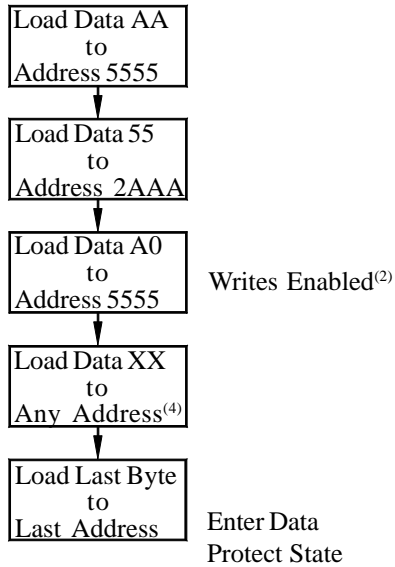 Load Data AA
to
Address 5555
Load Data 55
to
Address 2AAA
Load Data A0
to
Address 5555
Writes Enabled(2)
Load Data XX
to
Any Address(4)
Load Last Byte
to
Last Address
Enter Data
Protect State